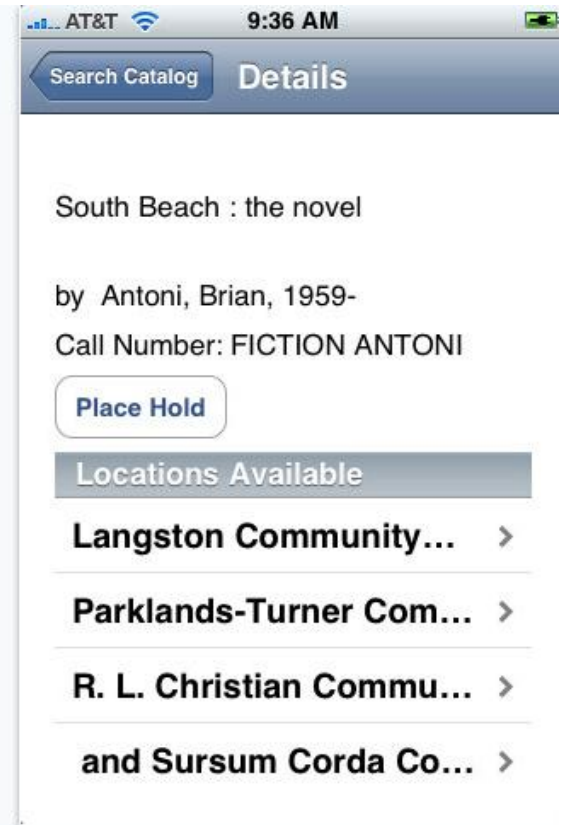 AT&T 9:36 AM
Search Catalog Details
South Beach : the novel
by Antoni, Brian, 1959-
Call Number: FICTION ANTONI
Place Hold
Locations Available
Langston Community...
Parklands-Turner Com...
R. L. Christian Commu...
and Sursum Corda Co...